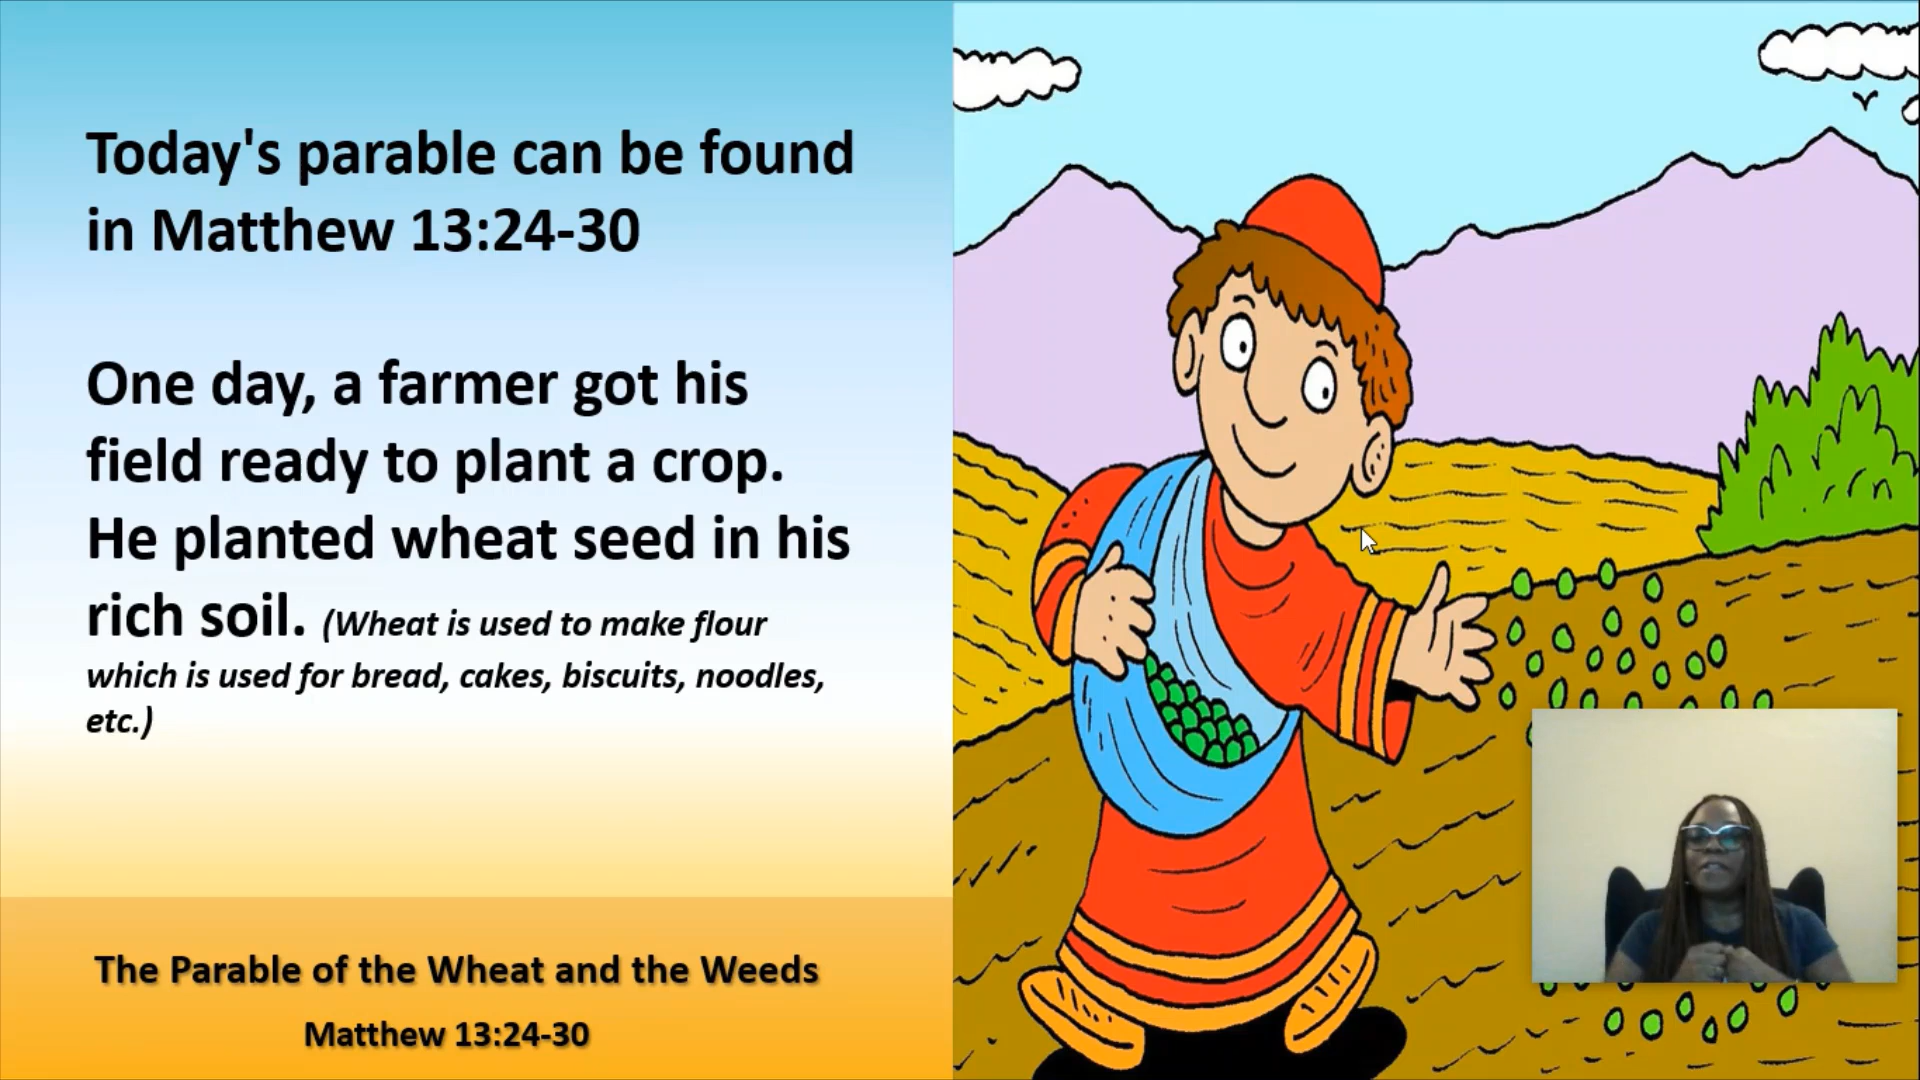 Today's parable can be found
in Matthew 13:24-30
One day, a farmer got his
field ready to plant a crop.
He planted wheat seed in his
rich soil. (Wheat is used to make flour
which is used for bread, cakes, biscuits, noodles,
etc.)
The Parable of the Wheat and the Weeds
Matthew 13:24-30